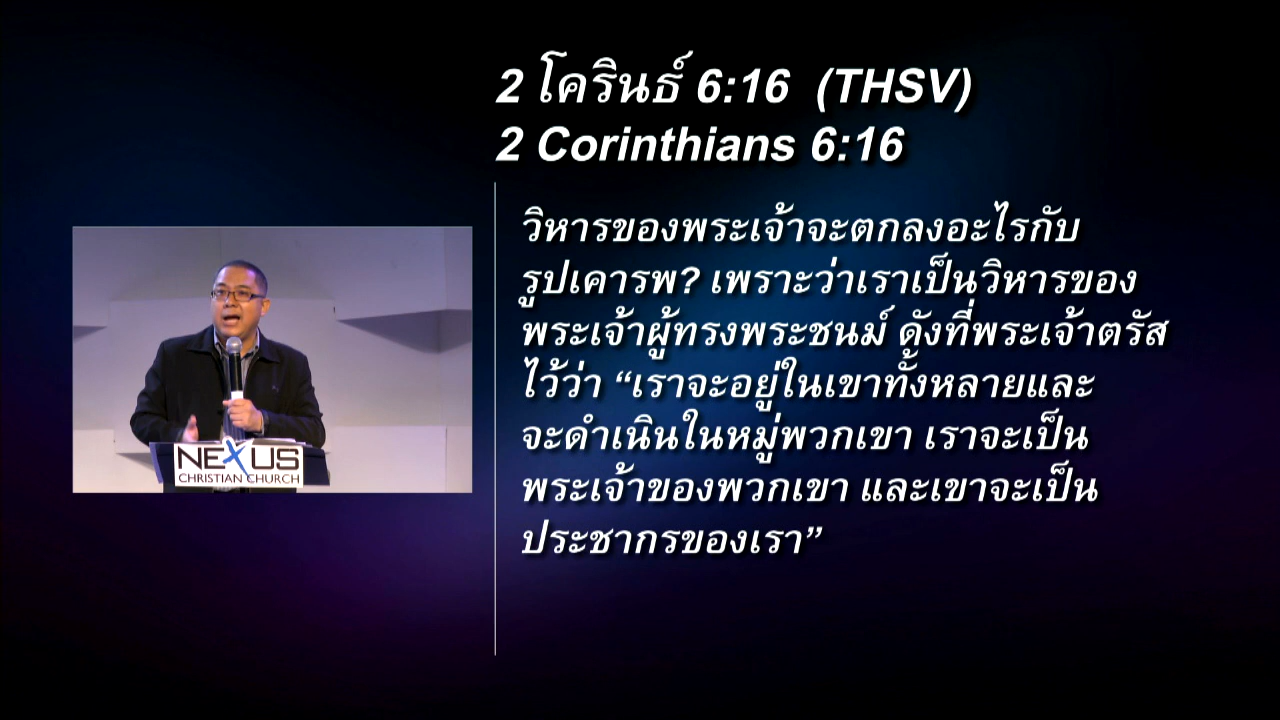 2 โครินธ์ 6:16 (THSV)
2 Corinthians 6:16
วิหารของพระเจ้าจะตกลงอะไรกับ
รูปเคารพ? เพราะว่าเราเป็นวิหารของ
พระเจ้าผู้ทรงพระชนม์ ดังที่พระเจ้าตรัส
ไว้ว่า “เราจะอยู่ในเขาทั้งหลายและ
จะดำเนินในหมู่พวกเขา เราจะเป็น
พระเจ้าของพวกเขา และเขาจะเป็น
ประชากรของเรา”
NEXUS
CHRISTIAN CHURCH